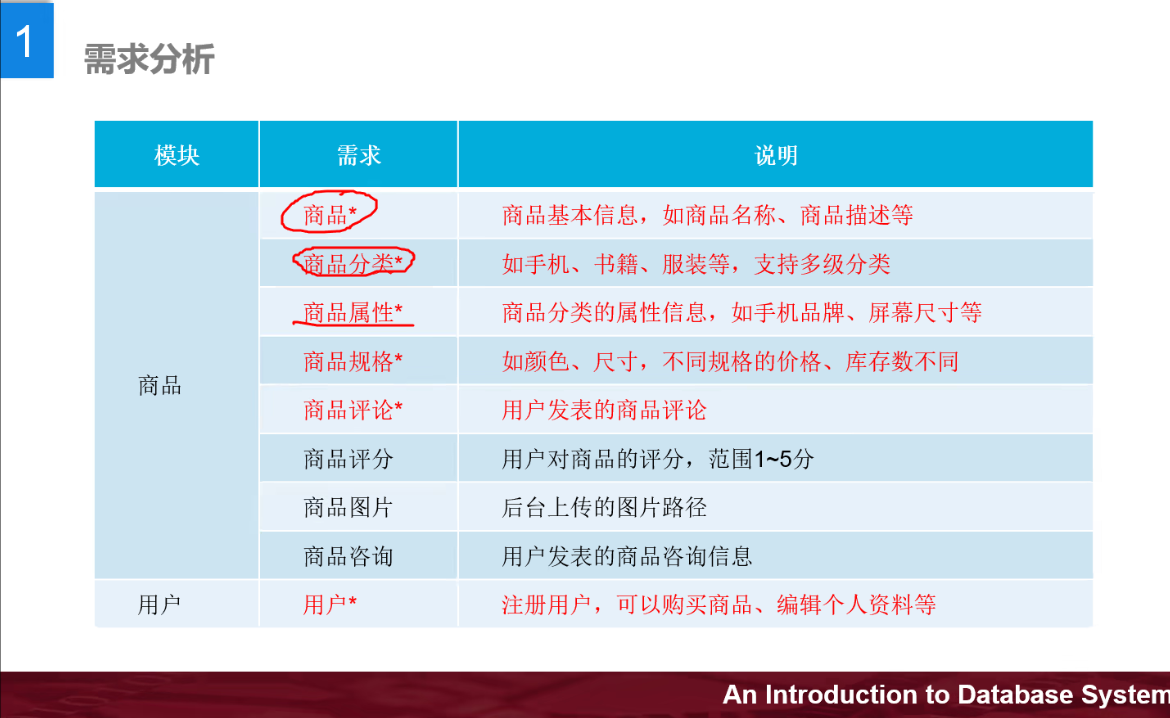 1
需求分析
模块 需求 说明
商品* 商品基本信息，如商品名称、商品描述等
商品分类* 如手机、书籍、服装等，支持多级分类
商品属性* 商品分类的属性信息，如手机品牌、屏幕尺寸等
商品规格* 如颜色、尺寸，不同规格的价格、库存数不同
商品
商品评论* 用户发表的商品评论
商品评分 用户对商品的评分，范围1~5分
商品图片 后台上传的图片路径
商品咨询 用户发表的商品咨询信息
用户 用户* 注册用户，可以购买商品、编辑个人资料等
An Introduction to Database System